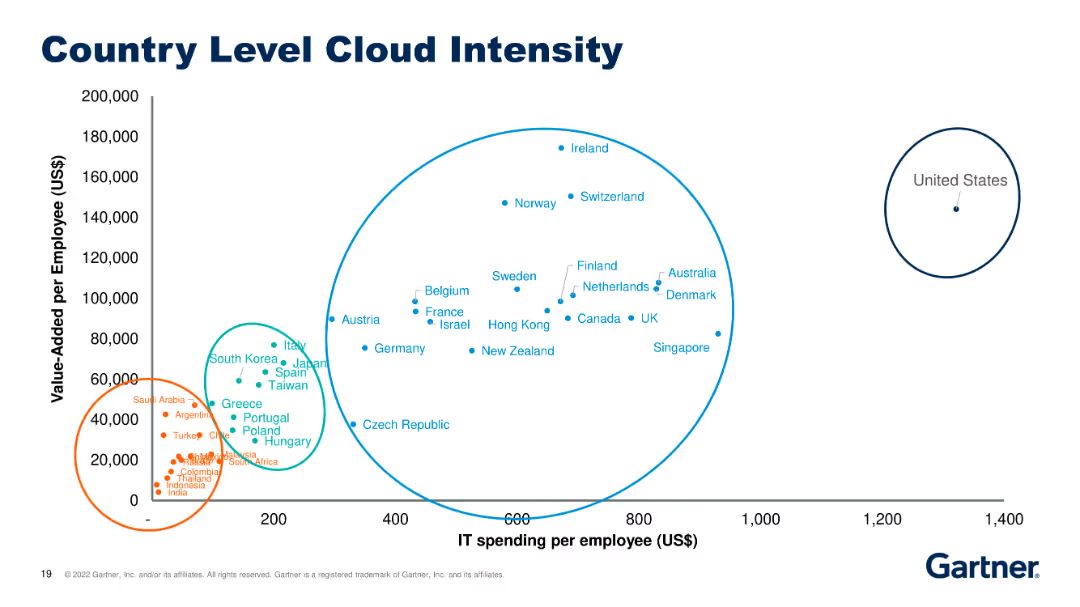 Country Level Cloud Intensity
Value-Added per Employee (US$)
200,000
180,000
160,000
140,000
120,000
100,000
80,000
60,000
40,000
20,000
0
Ireland
Switzerland
Norway
United States
Finland
Sweden
Australia
Netherlands
Denmark
Belgium
France
Israel
Austria
Hong Kong
Canada
UK
Germany
New Zealand
Singapore
Czech Republic
Italy
South Korea
Japan
Spain
Taiwan
Greece
Portugal
Poland
Hungary
Saudi Arabia
Argentina
Turkey
Chile
Malaysia
Russia
South Africa
Colombia
Thailand
Indonesia
India
-
200
400
600
800
1,000
1,200
1,400
IT spending per employee (US$)
19
© 2022 Gartner, Inc. and/or its affiliates. All rights reserved. Gartner is a registered trademark of Gartner, Inc. and its affiliates.
Gartner®